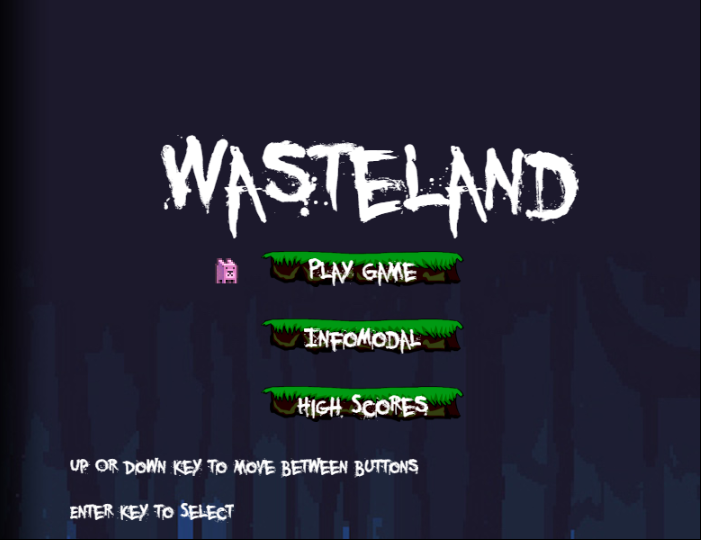 WASTELAND
PLAY GAME
INFOMODAL
HIGH SCORES
UP OR DOWN KEY TO MOVE BETWEEN BUTTONS
ENTER KEY TO SELECT